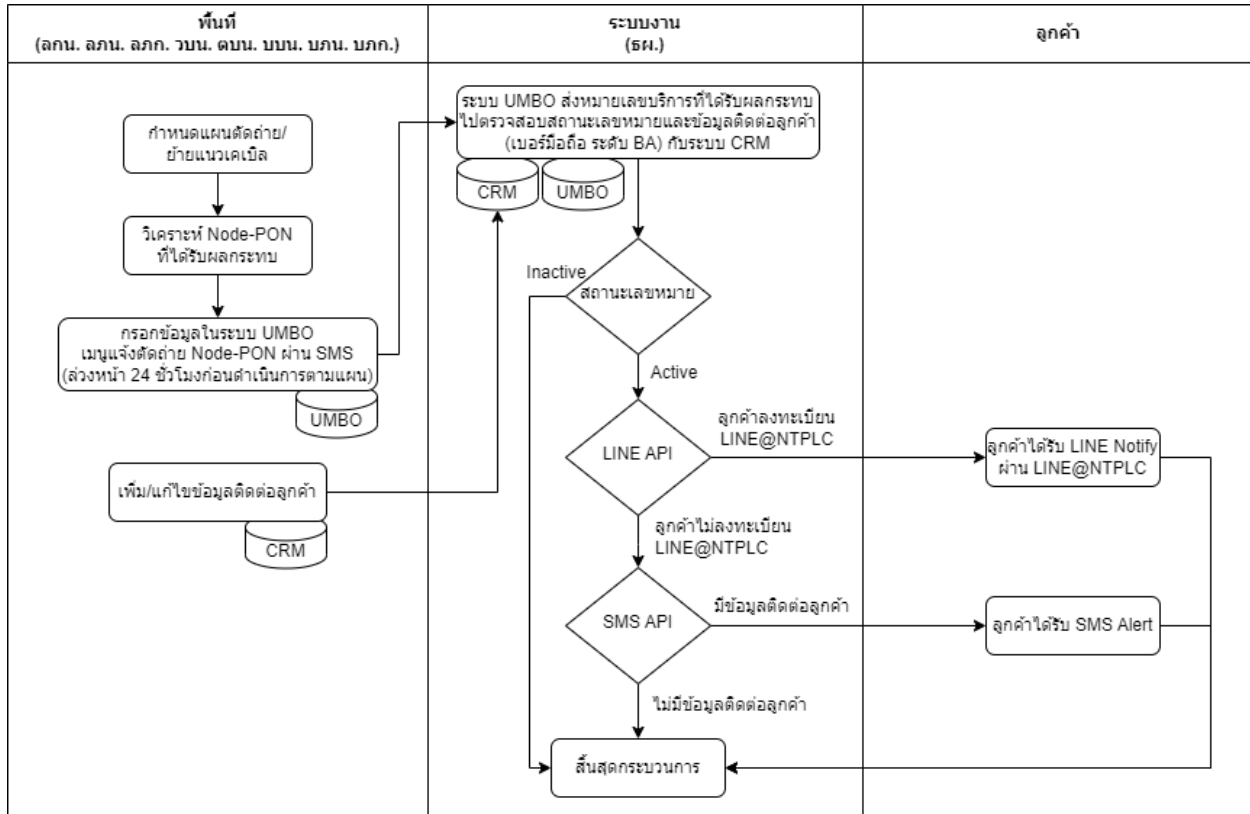 พื้นที่
(ลกน. ลภน. ลภก. วบน. ตบน. บบน. บภน. บภก.)
ระบบงาน
(ธผ.)
ลูกค้า
กำหนดแผนตัดถ่าย/
ย้ายแนวเคเบิล
วิเคราะห์ Node-PON
ที่ได้รับผลกระทบ
กรอกข้อมูลในระบบ UMBO
เมนูแจ้งตัดถ่าย Node-PON ผ่าน SMS
(ล่วงหน้า 24 ชั่วโมงก่อนดำเนินการตามแผน)
UMBO
เพิ่ม/แก้ไขข้อมูลติดต่อลูกค้า
CRM
ระบบ UMBO ส่งหมายเลขบริการที่ได้รับผลกระทบ
ไปตรวจสอบสถานะเลขหมายและข้อมูลติดต่อลูกค้า
(เบอร์มือถือ ระดับ BA) กับระบบ CRM
CRM
UMBO
Inactive
สถานะเลขหมาย
Active
LINE API
ลูกค้าลงทะเบียน
LINE@NTPLC
ลูกค้าได้รับ LINE Notify
ผ่าน LINE@NTPLC
ลูกค้าไม่ลงทะเบียน
LINE@NTPLC
SMS API
มีข้อมูลติดต่อลูกค้า
ลูกค้าได้รับ SMS Alert
ไม่มีข้อมูลติดต่อลูกค้า
สิ้นสุดกระบวนการ